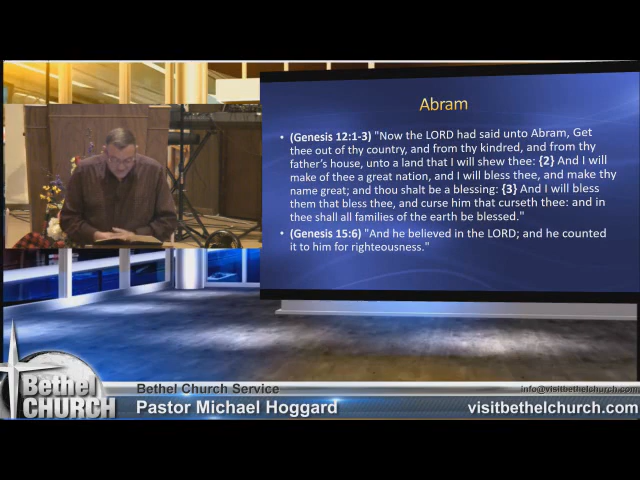 Abram
• (Genesis 12:1-3) "Now the LORD had said unto Abram, Get
thee out of thy country, and from thy kindred, and from thy
father's house, unto a land that I will shew thee: {2} And I will
make of thee a great nation, and I will bless thee, and make thy
name great; and thou shalt be a blessing: {3} And I will bless
them that bless thee, and curse him that curseth thee: and in
thee shall all families of the earth be blessed."
• (Genesis 15:6) "And he believed in the LORD; and he counted
it to him for righteousness."
Bethel
CHURCH
Bethel Church Service
info@visitbethelchurch.com
Pastor Michael Hoggard
visitbethelchurch.com